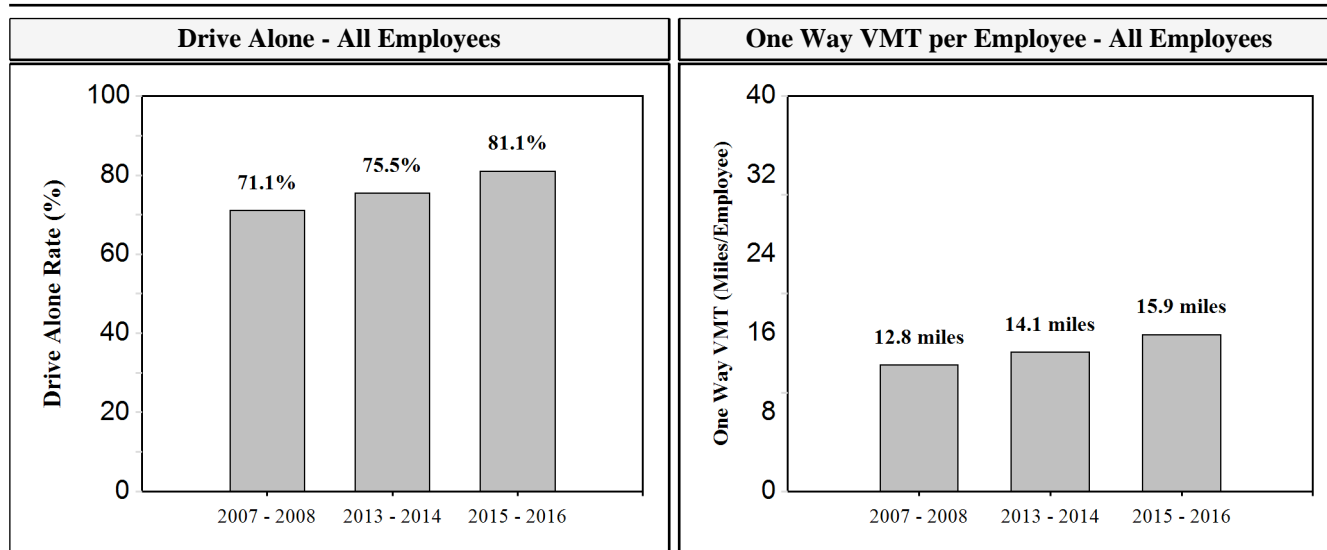 Drive Alone - All Employees
100
80
60
40
20
0
Drive Alone Rate (%)
71.1%
75.5%
81.1%
2007 - 2008
2013 - 2014
2015 - 2016
One Way VMT per Employee - All Employees
40
32
24
16
8
0
One Way VMT (Miles/Employee)
12.8 miles
14.1 miles
15.9 miles
2007 - 2008
2013 - 2014
2015 - 2016